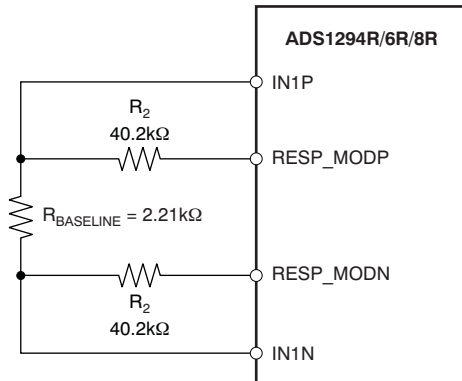 ADS1294R/6R/8R
IN1P
R2
40.2kΩ
RESP_MODP
RBASELINE = 2.21kΩ
RESP_MODN
R2
40.2kΩ
IN1N